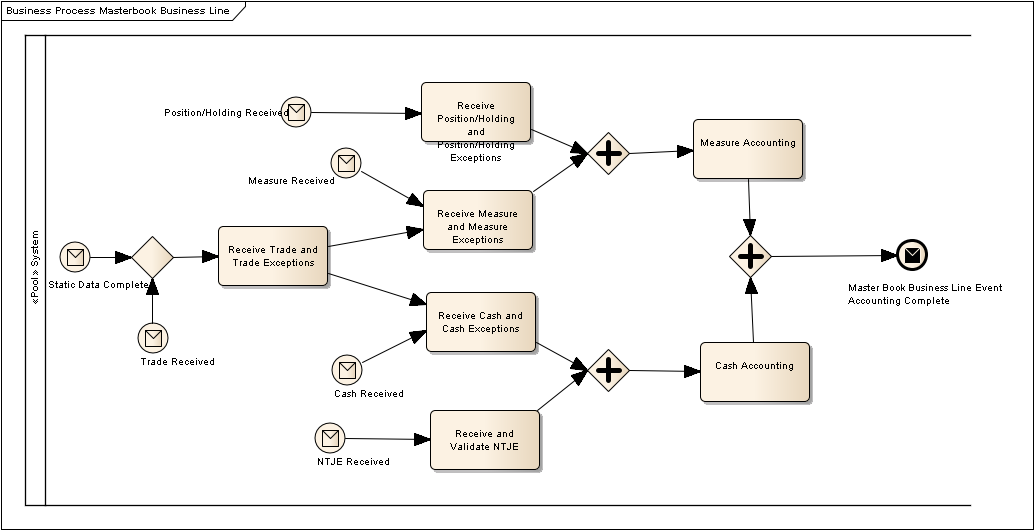 Business Process Masterbook Business Line
«Pool» System
Position/Holding Received
Receive
Position/Holding
and
Position/Holding
Exceptions
Measure Accounting
Measure Received
Receive Measure
and Measure
Exceptions
Receive Trade and
Trade Exceptions
Static Data Complete
Master Book Business Line Event
Accounting Complete
Receive Cash and
Cash Exceptions
Trade Received
Cash Accounting
Cash Received
Receive and
Validate NTJE
NTJE Received